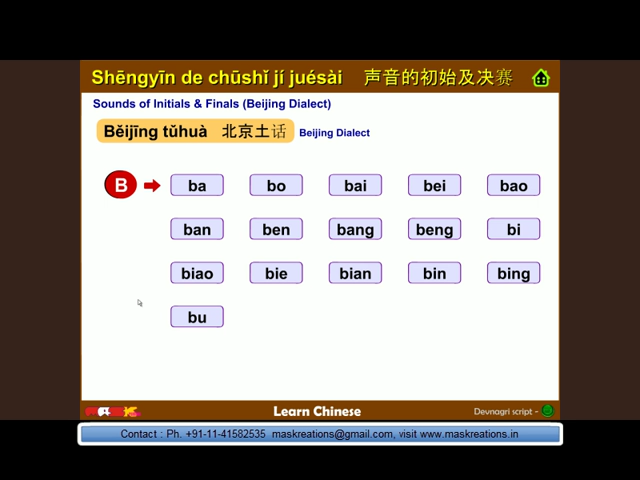 Shēngyīn de chūshǐ jí juésài 声音的初始及决赛
Sounds of Initials & Finals (Beijing Dialect)
Běijīng tǔhuà 北京土话 Beijing Dialect
B ba bo bai bei bao
ban ben bang beng bi
biao bie bian bin bing
bu
Learn Chinese Devnagri script -
Contact : Ph. +91-11-41582535 maskreations@gmail.com, visit www.maskreations.in